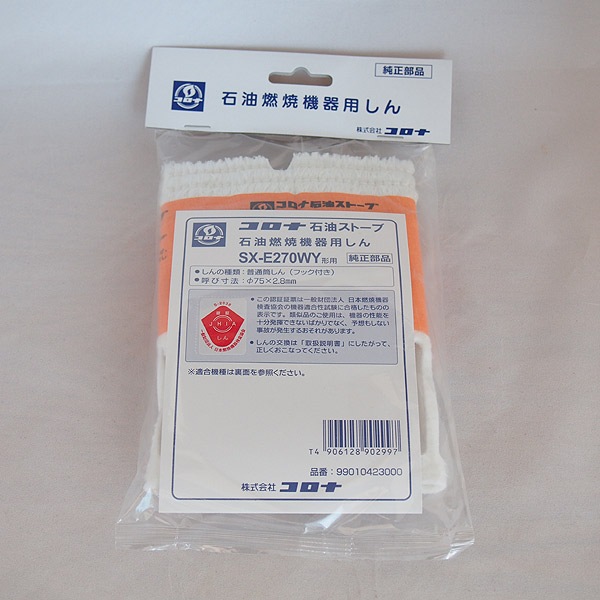 コロナ
純正部品
石油燃焼機器用しん
株式会社 コロナ
コロナ石油ストーブ
コロナ
コロナ 石油ストーブ
石油燃焼機器用しん
SX-E270WY形用 純正部品
● しんの種類：普通筒しん（フック付き）
● 呼び寸法：φ75×2.8mm
JHIA
しん
● この認証証票は一般財団法人 日本燃焼機器
検査協会の機器適合性試験に合格したものの
表示です。類似品のご使用は、機器の性能を
十分発揮できないばかりでなく、予想もしない
事故が発生するおそれがあります。
● しんの交換は「取扱説明書」にしたがって、
正しくおこなってください。
※適合機種は裏面を参照ください。
T4 906128 902997
品番：99010423000
株式会社 コロナ